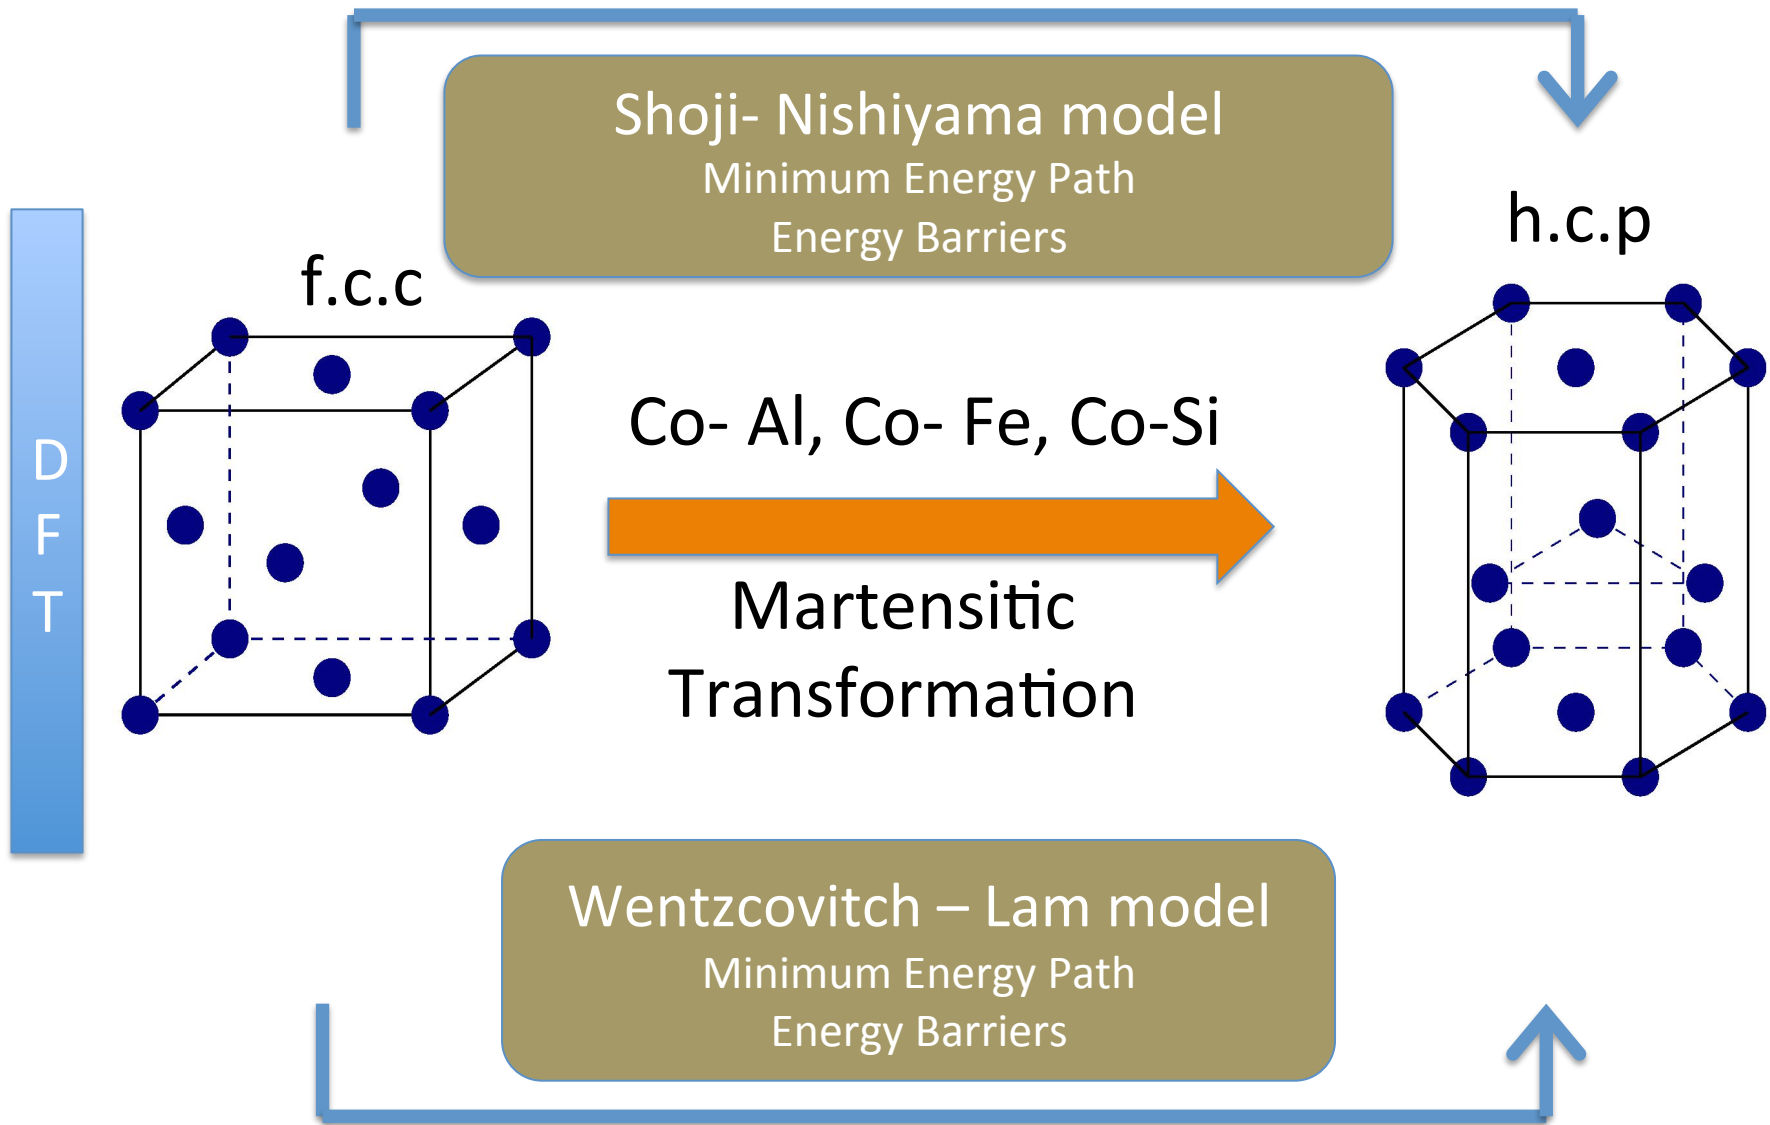 Shoji- Nishiyama model
Minimum Energy Path
Energy Barriers
h.c.p
f.c.c
D
F
T
Co- Al, Co- Fe, Co-Si
Martensitic
Transformation
Wentzcovitch – Lam model
Minimum Energy Path
Energy Barriers